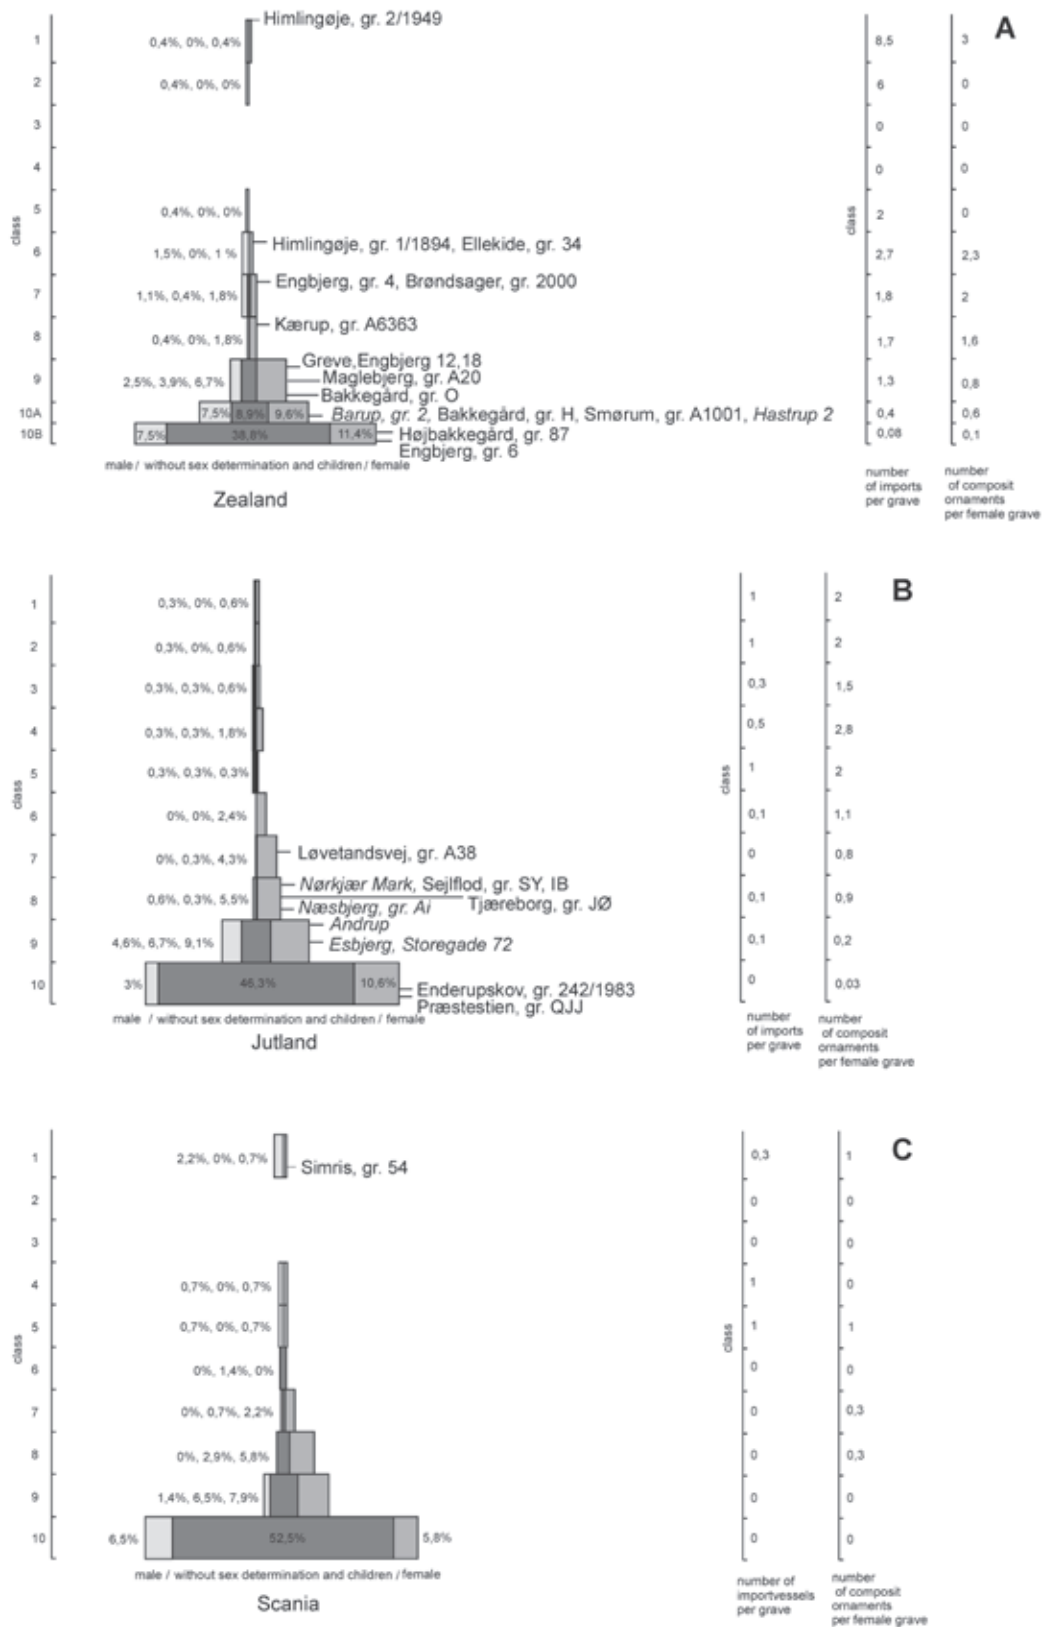 A
Himlingøje, gr. 2/1949
1 0,4%, 0%, 0,4% 8,5 3
2 0,4%, 0%, 0% 6 0
3 0 0
4 0 0
5 0,4%, 0%, 0% 2 0
class class
Himlingøje, gr. 1/1894, Ellekide, gr. 34
6 1,5%, 0%, 1 % 2,7 2,3
Engbjerg, gr. 4, Brøndsager, gr. 2000
7 1,1%, 0,4%, 1,8% 1,8 2
Kærup, gr. A6363
8 0,4%, 0%, 1,8% 1,7 1,6
Greve,Engbjerg 12,18
9 2,5%, 3,9%, 6,7% Maglebjerg, gr. A20 1,3 0,8
Bakkegård, gr. O
10A 7,5% 8,9% 9,6% Barup, gr. 2, Bakkegård, gr. H, Smørum, gr. A1001, Hastrup 2 0,4 0,6
10B 7,5% 38,8% 11,4% Højbakkegård, gr. 87 0,08 0,1
Engbjerg, gr. 6
male / without sex determination and children / female
Zealand
number
of imports
per grave
number
of composit
ornaments
per female grave
B
1 0,3%, 0%, 0,6% 1 2
2 0,3%, 0%, 0,6% 1 2
3 0,3%, 0,3%, 0,6% 0,3 1,5
4 0,3%, 0,3%, 1,8% 0,5 2,8
5 0,3%, 0,3%, 0,3% 1 2
class class
6 0%, 0%, 2,4% 0,1 1,1
7 0%, 0,3%, 4,3% Løvetandsvej, gr. A38 0 0,8
Nørkjær Mark, Sejlflod, gr. SY, IB
8 0,6%, 0,3%, 5,5% Tjæreborg, gr. JØ 0,1 0,9
Næsbjerg, gr. Ai
Andrup
9 4,6%, 6,7%, 9,1% Esbjerg, Storegade 72 0,1 0,2
10 3% 46,3% 10,6% Enderupskov, gr. 242/1983 0 0,03
Præstestien, gr. QJJ
male / without sex determination and children / female
Jutland
number
of imports
per grave
number
of composit
ornaments
per female grave
C
1 2,2%, 0%, 0,7% Simris, gr. 54 0,3 1
2 0 0
3 0 0
4 0,7%, 0%, 0,7% 1 0
5 0,7%, 0%, 0,7% 1 1
class class
6 0%, 1,4%, 0% 0 0
7 0%, 0,7%, 2,2% 0 0,3
8 0%, 2,9%, 5,8% 0 0,3
9 1,4%, 6,5%, 7,9% 0 0
10 6,5% 52,5% 5,8% 0 0
male / without sex determination and children / female
Scania
number of
importvessels
per grave
number
of composit
ornaments
per female grave